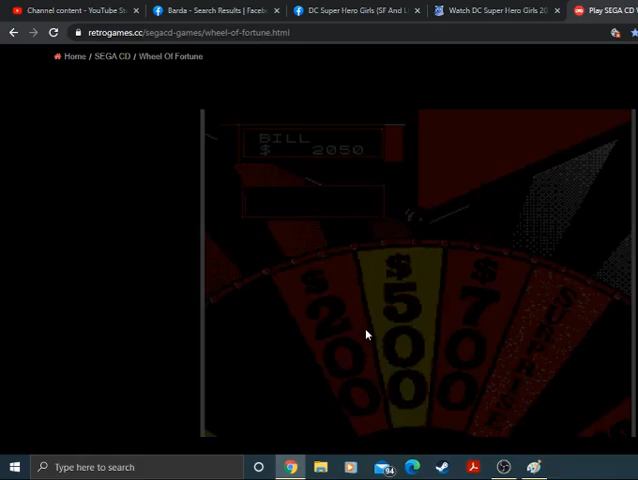 Channel content - YouTube St
Barda - Search Results | Faceb
DC Super Hero Girls (SF And L
Watch DC Super Hero Girls 20
Play SEGA CD W
retrogames.cc/segacd-games/wheel-of-fortune.html
Home / SEGA CD / Wheel Of Fortune
BILL
$ 2050
$200
$500
$700
SURPRISE
Type here to search
94